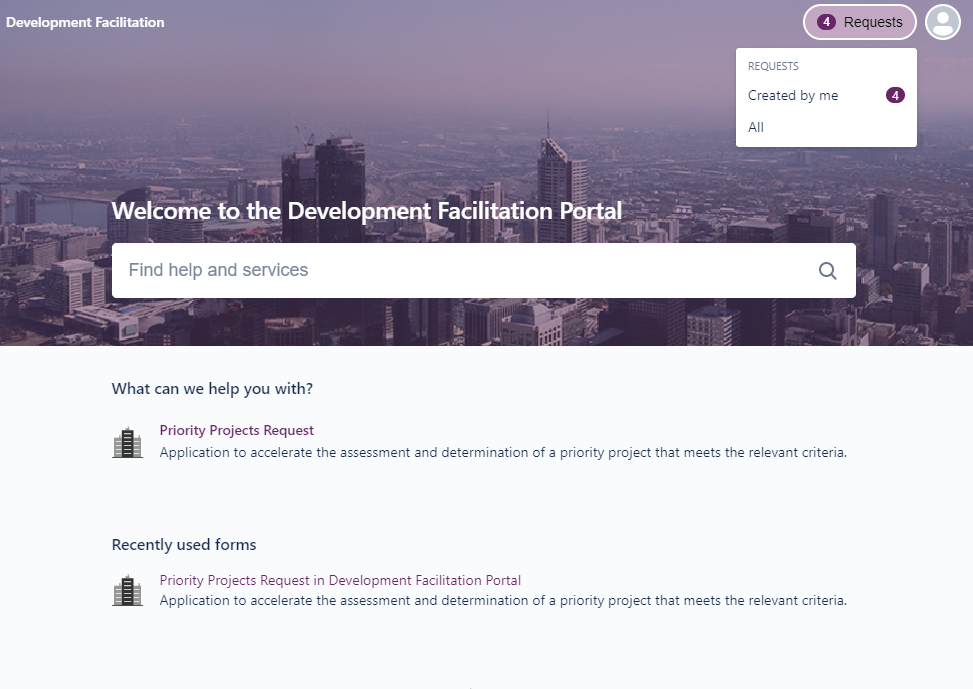 Development Facilitation
4 Requests
REQUESTS
Created by me 4
All
Welcome to the Development Facilitation Portal
Find help and services
What can we help you with?
Priority Projects Request
Application to accelerate the assessment and determination of a priority project that meets the relevant criteria.
Recently used forms
Priority Projects Request in Development Facilitation Portal
Application to accelerate the assessment and determination of a priority project that meets the relevant criteria.